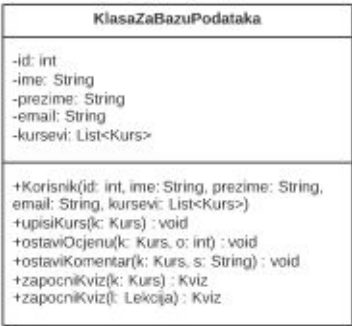 KlasaZaBazuPodataka
-id: int
-ime: String
-prezime: String
-email: String
-kursevi: List<Kurs>
+Korisnik(id: int, ime: String, prezime: String,
email: String, kursevi: List<Kurs>)
+upisiKurs(k: Kurs) : void
+ostaviOcjenu(k: Kurs, o: int) : void
+ostaviKomentar(k: Kurs, s: String) : void
+zapocniKviz(k: Kurs) : Kviz
+zapocniKviz(l: Lekcija) : Kviz